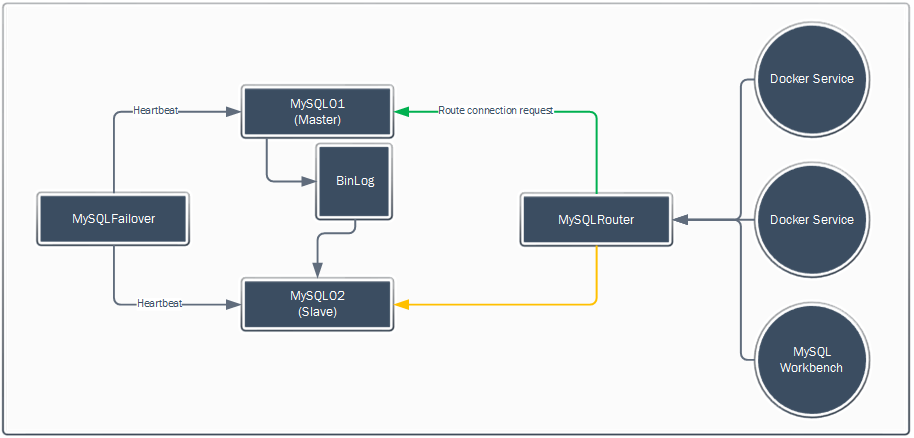 Docker Service
MySQL01
(Master)
Heartbeat
Route connection request
BinLog
MySQLFailover
MySQLRouter
Docker Service
MySQL02
(Slave)
Heartbeat
MySQL
Workbench